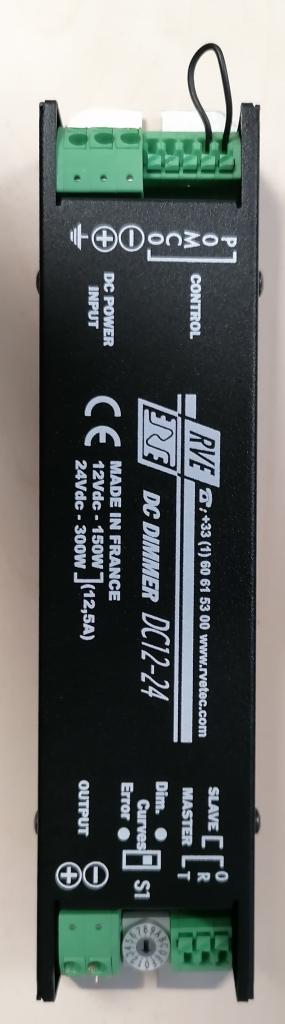 P
O
M
C
O
CONTROL
DC POWER
INPUT
RVE
☎: +33 (1) 60 61 53 00 www.rvetec.com
DC DIMMER DC12-24
CE
MADE IN FRANCE
12Vdc - 150W
24Vdc - 300W
(12,5A)
SLAVE
MASTER
O
R
T
Dim.
Curves
Error
S1
OUTPUT